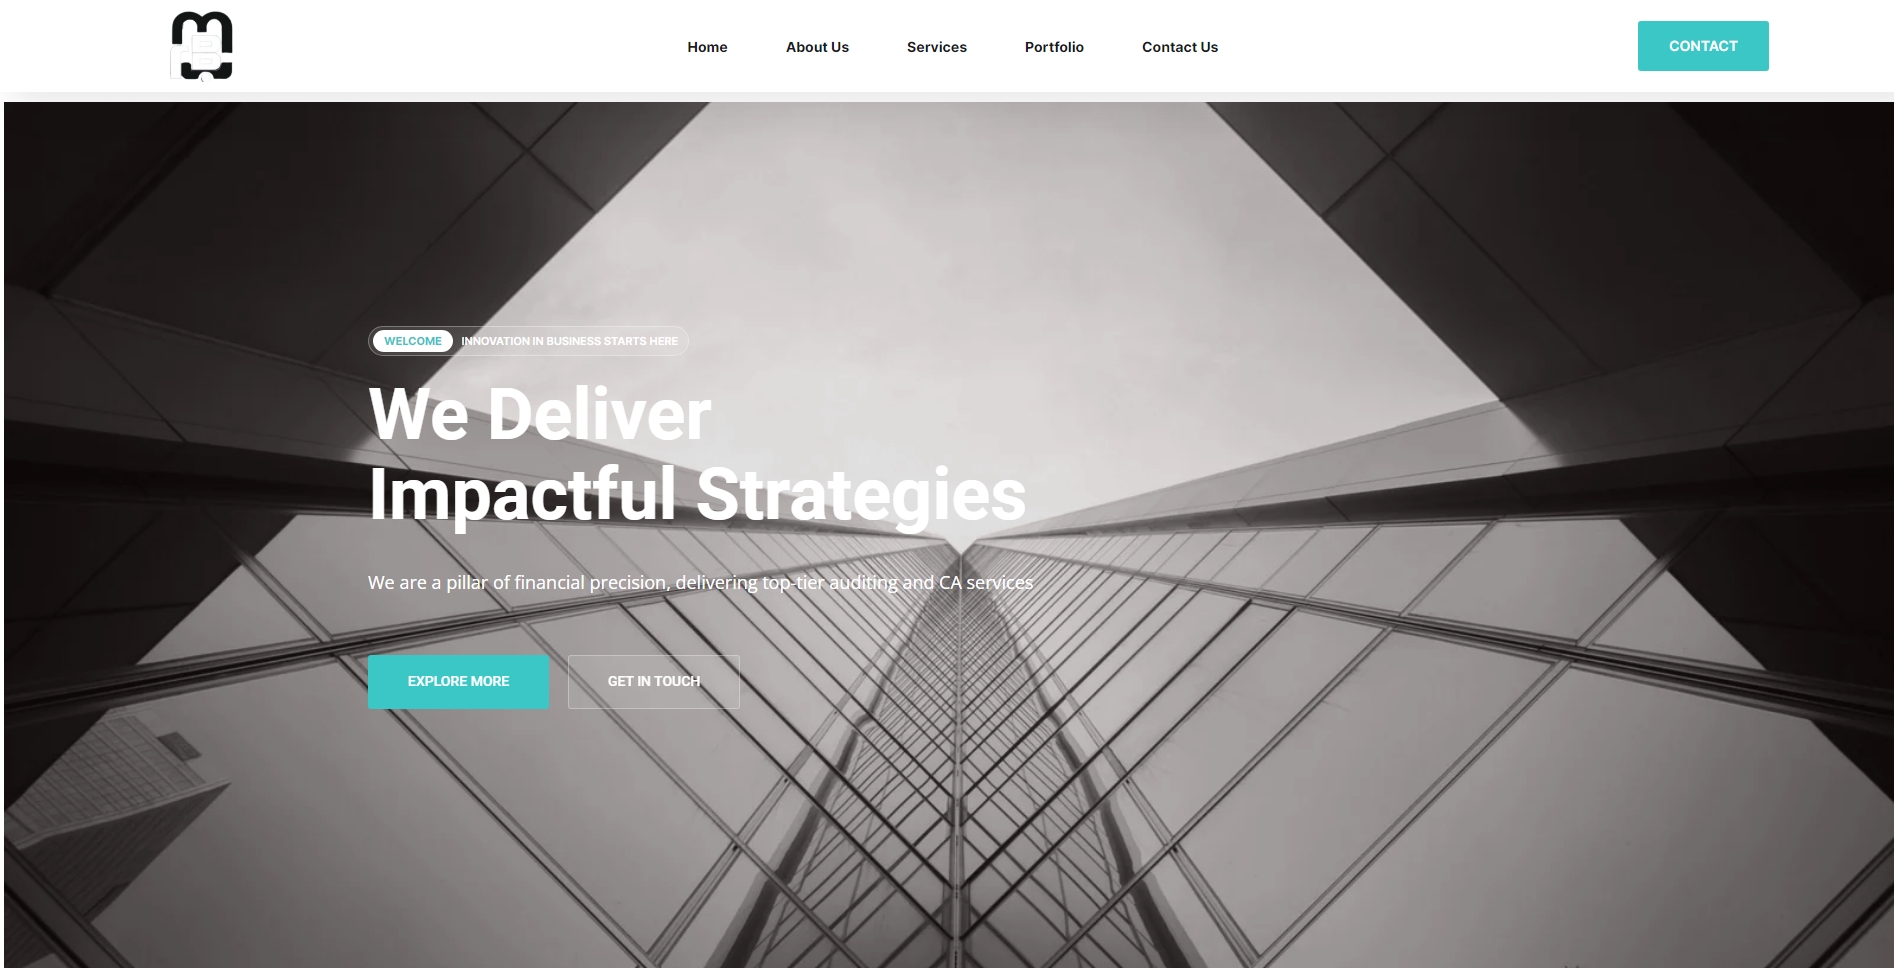 Home
About Us
Services
Portfolio
Contact Us
CONTACT
WELCOME INNOVATION IN BUSINESS STARTS HERE
We Deliver
Impactful Strategies
We are a pillar of financial precision, delivering top-tier auditing and CA services
EXPLORE MORE
GET IN TOUCH